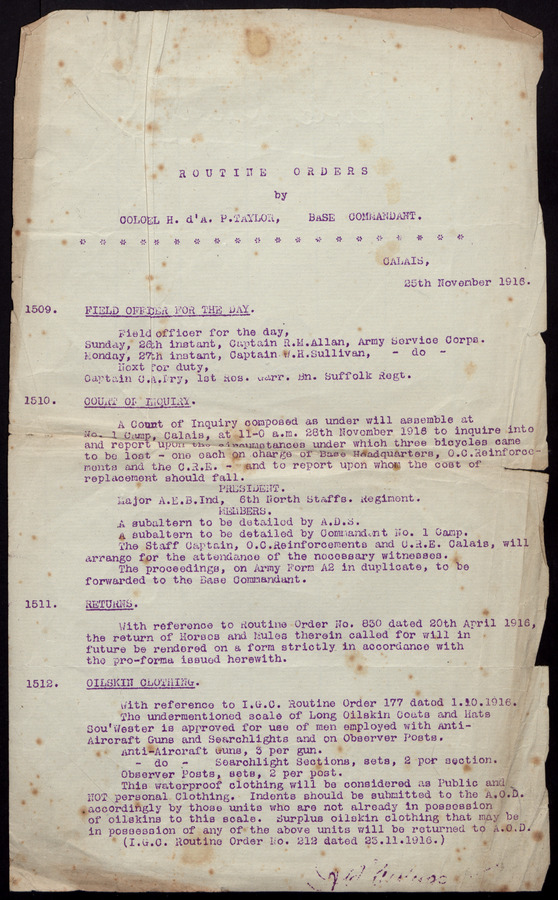 ROUTINE ORDERS
by
COLOEL H. d'A. P.TAYLOR, BASE COMMANDANT.
CALAIS,
25th November 1916.
1509. FIELD OFFICER FOR THE DAY.
Field officer for the day,
Sunday, 26th instant, Captain R.M.Allan, Army Service Corps.
Monday, 27th instant, Captain W.H.Sullivan, - do -
Next for duty,
Captain C.A.Fry, 1st Res. Garr. Bn. Suffolk Regt.
1510. COURT OF INQUIRY.
A Court of Inquiry composed as under will assemble at
No. 1 Camp, Calais, at 11-0 a.m. 28th November 1916 to inquire into
and report upon the circumstances under which three bicycles came
to be lost - one each on charge of Base Headquarters, O.C.Reinforce-
ments and the C.R.E. - and to report upon whom the cost of
replacement should fall.
PRESIDENT.
Major A.E.B.Ind, 6th North Staffs. Regiment.
MEMBERS.
A subaltern to be detailed by A.D.S.
A subaltern to be detailed by Commandant No. 1 Camp.
The Staff Captain, O.C.Reinforcements and C.R.E. Calais, will
arrange for the attendance of the necessary witnesses.
The proceedings, on Army Form A2 in duplicate, to be
forwarded to the Base Commandant.
1511. RETURNS.
With reference to Routine Order No. 830 dated 20th April 1916,
the return of Horses and Mules therein called for will in
future be rendered on a form strictly in accordance with
the pro-forma issued herewith.
1512. OILSKIN CLOTHING.
With reference to I.G.C. Routine Order 177 dated 1.10.1916.
The undermentioned scale of Long Oilskin Coats and Hats
Sou'Wester is approved for use of men employed with Anti-
Aircraft Guns and Searchlights and on Observer Posts.
Anti-Aircraft Guns, 3 per gun.
- do - Searchlight Sections, sets, 2 per section.
Observer Posts, sets, 2 per post.
This waterproof clothing will be considered as Public and
NOT personal Clothing. Indents should be submitted to the A.O.D.
accordingly by those units who are not already in possession
of oilskins to this scale. Surplus oilskin clothing that may be
in possession of any of the above units will be returned to A.O.D.
(I.G.C. Routine Order No. 212 dated 23.11.1916.)